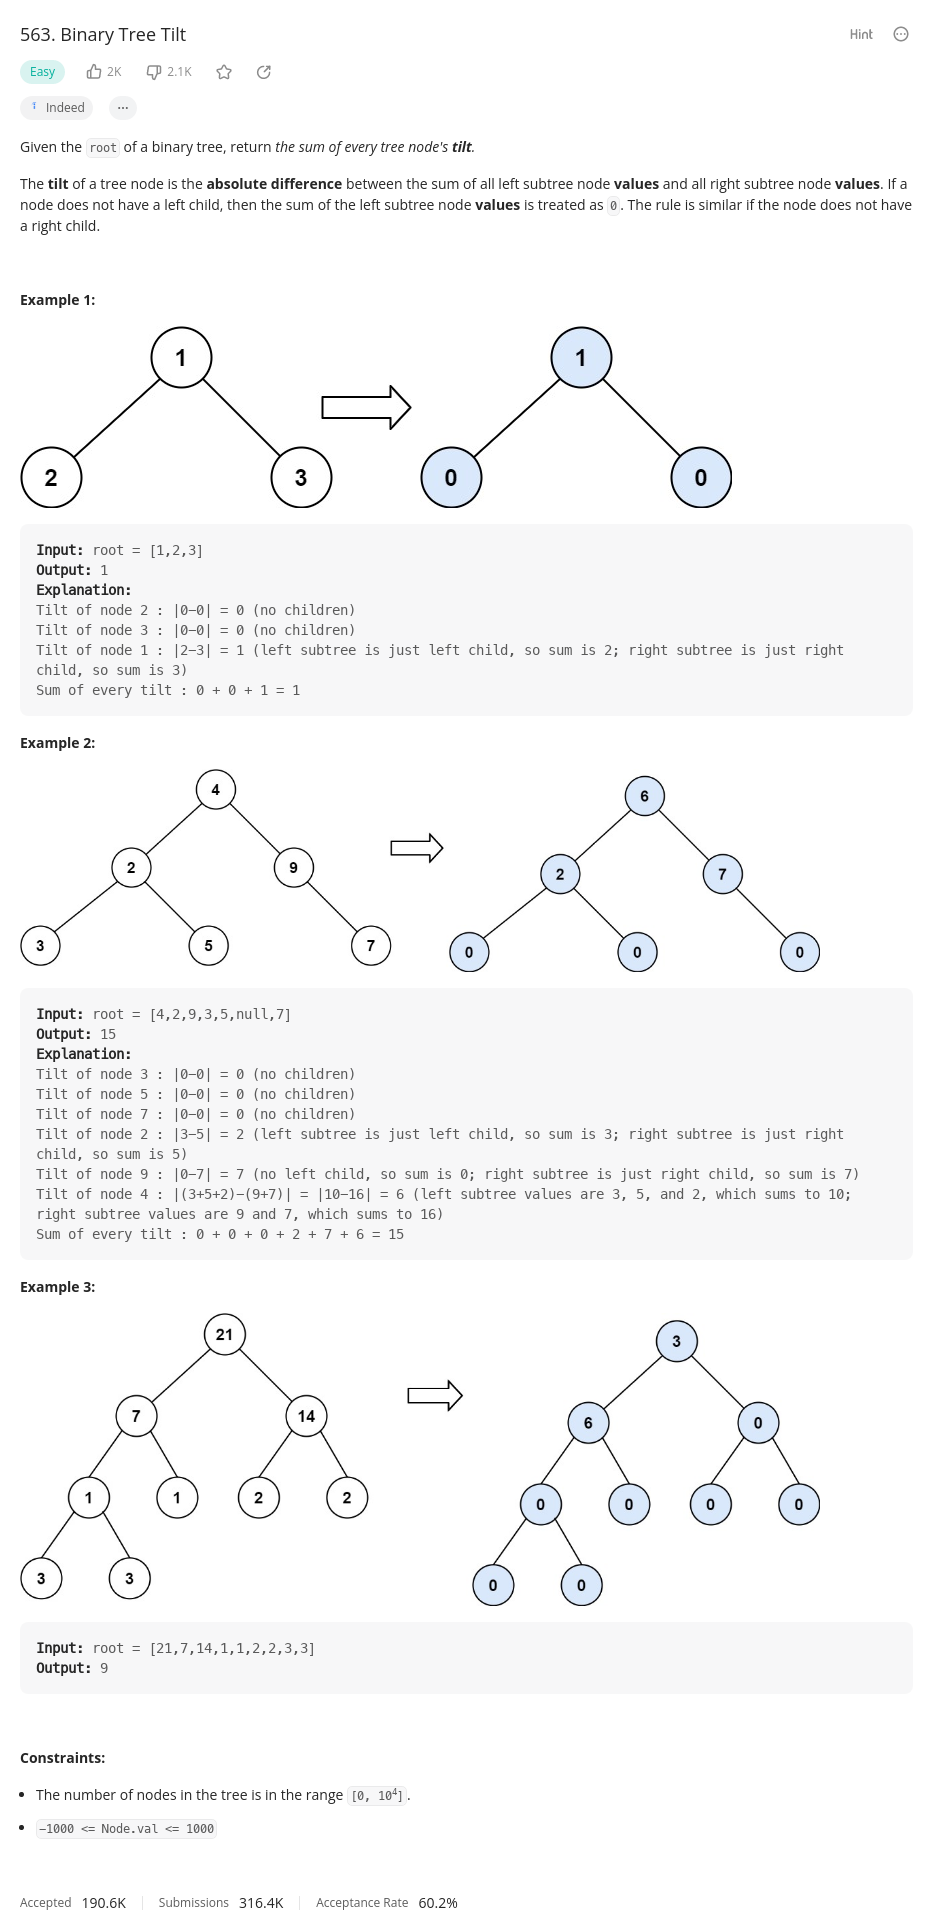 563. Binary Tree Tilt
Hint
Easy 2K 2.1K
Indeed
Given the root of a binary tree, return the sum of every tree node's tilt.
The tilt of a tree node is the absolute difference between the sum of all left subtree node values and all right subtree node values. If a
node does not have a left child, then the sum of the left subtree node values is treated as 0. The rule is similar if the node does not have
a right child.
Example 1:
1 1
2 3 0 0
Input: root = [1,2,3]
Output: 1
Explanation:
Tilt of node 2 : |0-0| = 0 (no children)
Tilt of node 3 : |0-0| = 0 (no children)
Tilt of node 1 : |2-3| = 1 (left subtree is just left child, so sum is 2; right subtree is just right
child, so sum is 3)
Sum of every tilt : 0 + 0 + 1 = 1
Example 2:
4 6
2 9 2 7
3 5 7 0 0 0
Input: root = [4,2,9,3,5,null,7]
Output: 15
Explanation:
Tilt of node 3 : |0-0| = 0 (no children)
Tilt of node 5 : |0-0| = 0 (no children)
Tilt of node 7 : |0-0| = 0 (no children)
Tilt of node 2 : |3-5| = 2 (left subtree is just left child, so sum is 3; right subtree is just right
child, so sum is 5)
Tilt of node 9 : |0-7| = 7 (no left child, so sum is 0; right subtree is just right child, so sum is 7)
Tilt of node 4 : |(3+5+2)-(9+7)| = |10-16| = 6 (left subtree values are 3, 5, and 2, which sums to 10;
right subtree values are 9 and 7, which sums to 16)
Sum of every tilt : 0 + 0 + 0 + 2 + 7 + 6 = 15
Example 3:
21 3
7 14 6 0
1 1 2 2 0 0 0 0
3 3 0 0
Input: root = [21,7,14,1,1,2,2,3,3]
Output: 9
Constraints:
• The number of nodes in the tree is in the range [0, 10⁴].
• -1000 <= Node.val <= 1000
Accepted 190.6K Submissions 316.4K Acceptance Rate 60.2%